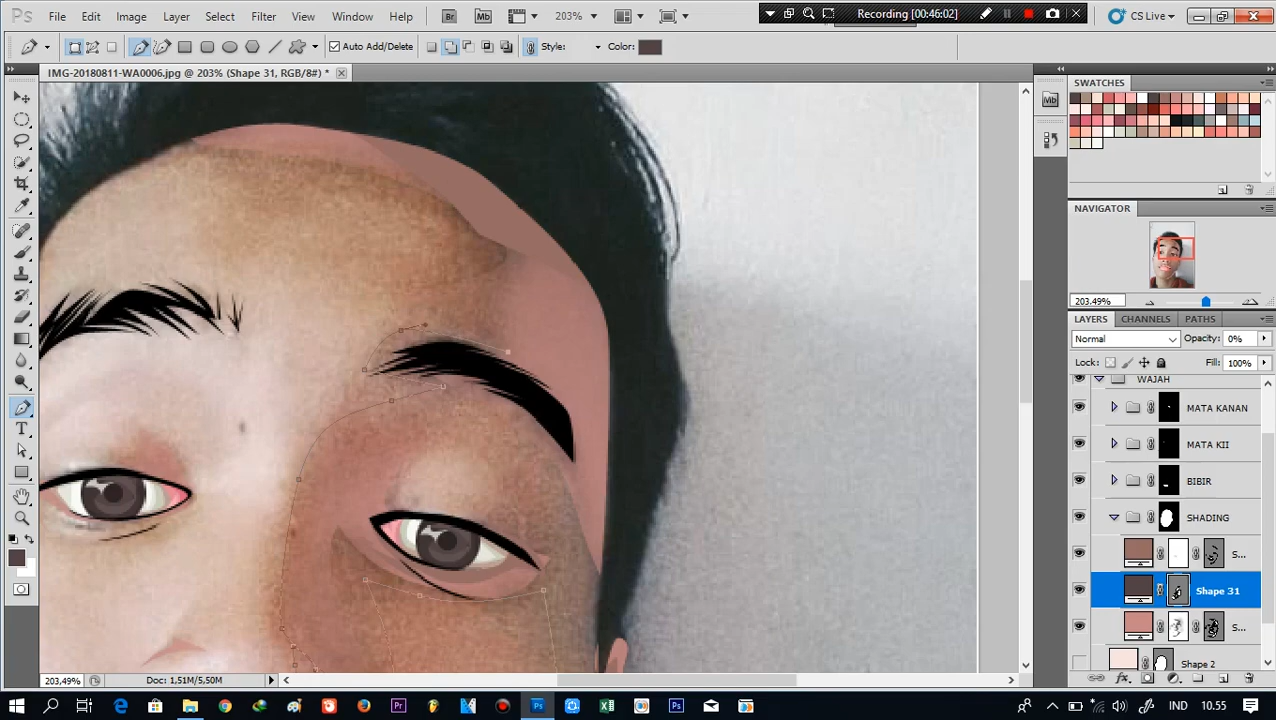 Ps File Edit Image Layer Select Filter View Window Help Br Mb 203% Recording [00:46:02] CS Live
Auto Add/Delete Style: Color:
IMG-20180811-WA0006.jpg @ 203% (Shape 31, RGB/8#) *
SWATCHES
Mb
NAVIGATOR
203.49%
LAYERS CHANNELS PATHS
Normal Opacity: 0%
Lock: Fill: 100%
WAJAH
MATA KANAN
MATA KII
BIBIR
SHADING
S...
Shape 31
S...
Shape 2
203,49% Doc: 1,51M/5,50M
IND 10.55